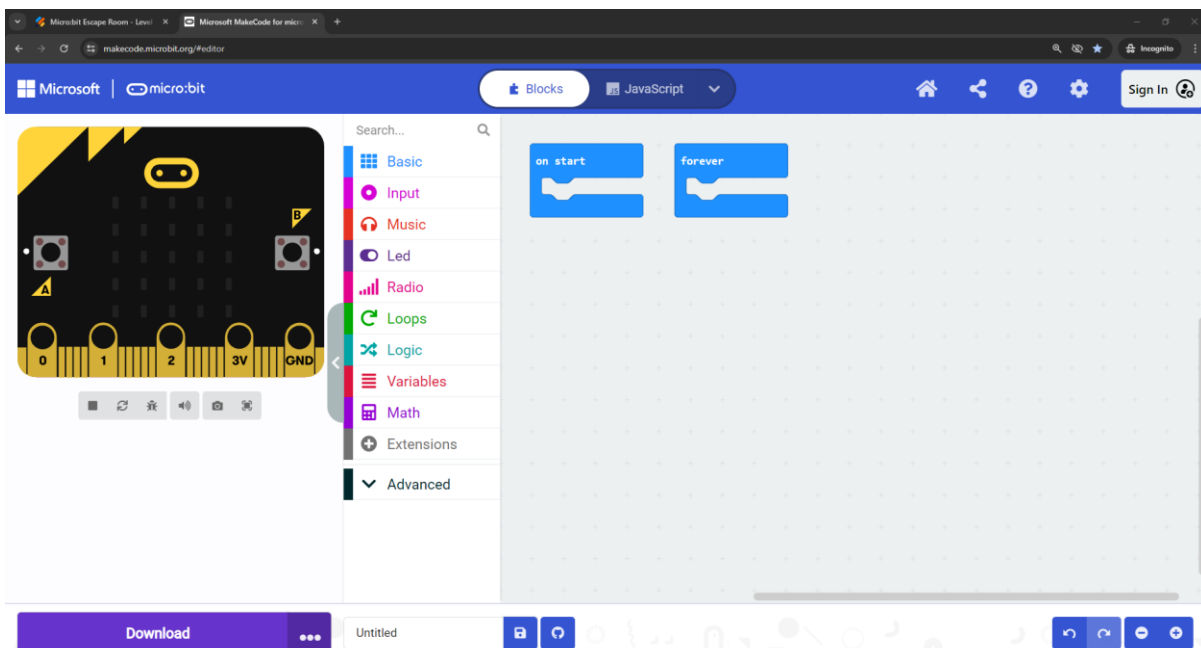 Micro:bit Escape Room - Level
Microsoft MakeCode for micro
makecode.microbit.org/#editor
Incognito
Microsoft
micro:bit
Blocks
JS JavaScript
Sign In
Search...
Basic
Input
Music
Led
Radio
Loops
Logic
Variables
Math
Extensions
Advanced
B
A
0 1 2 3V GND
on start
forever
Download
Untitled